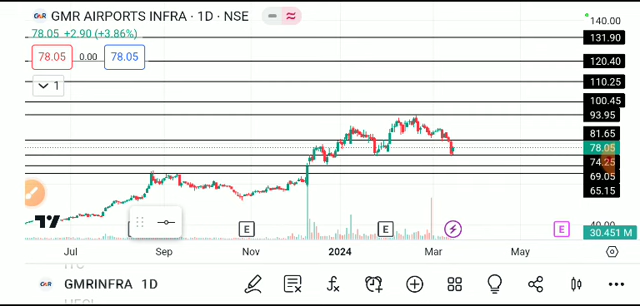 GMR AIRPORTS INFRA · 1D · NSE
78.05 +2.90 (+3.86%)
78.05 0.00 78.05
1
140.00
131.90
120.40
110.25
100.45
93.95
81.65
78.05
74.25
69.05
65.15
40.00
30.451 M
E E E
Jul Sep Nov 2024 Mar May
GMRINFRA 1D